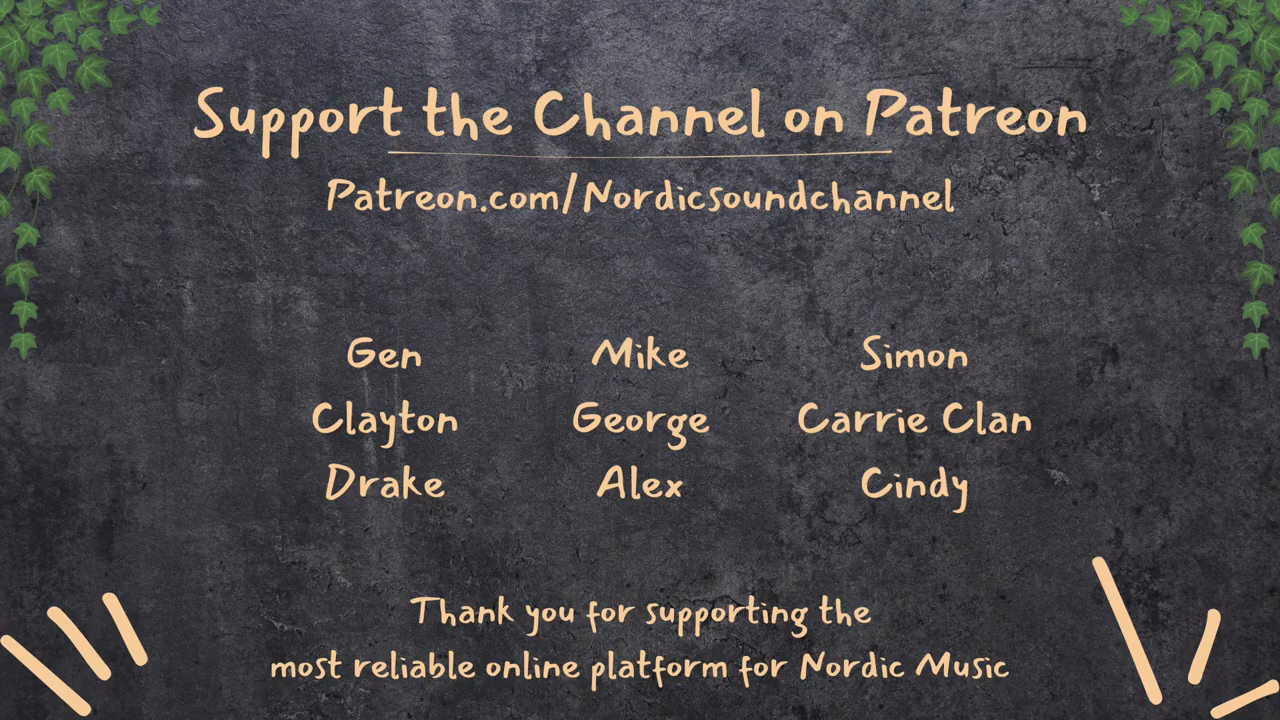 Support the Channel on Patreon
Patreon.com/Nordicsoundchannel
Gen Mike Simon
Clayton George Carrie Clan
Drake Alex Cindy
Thank you for supporting the
most reliable online platform for Nordic Music